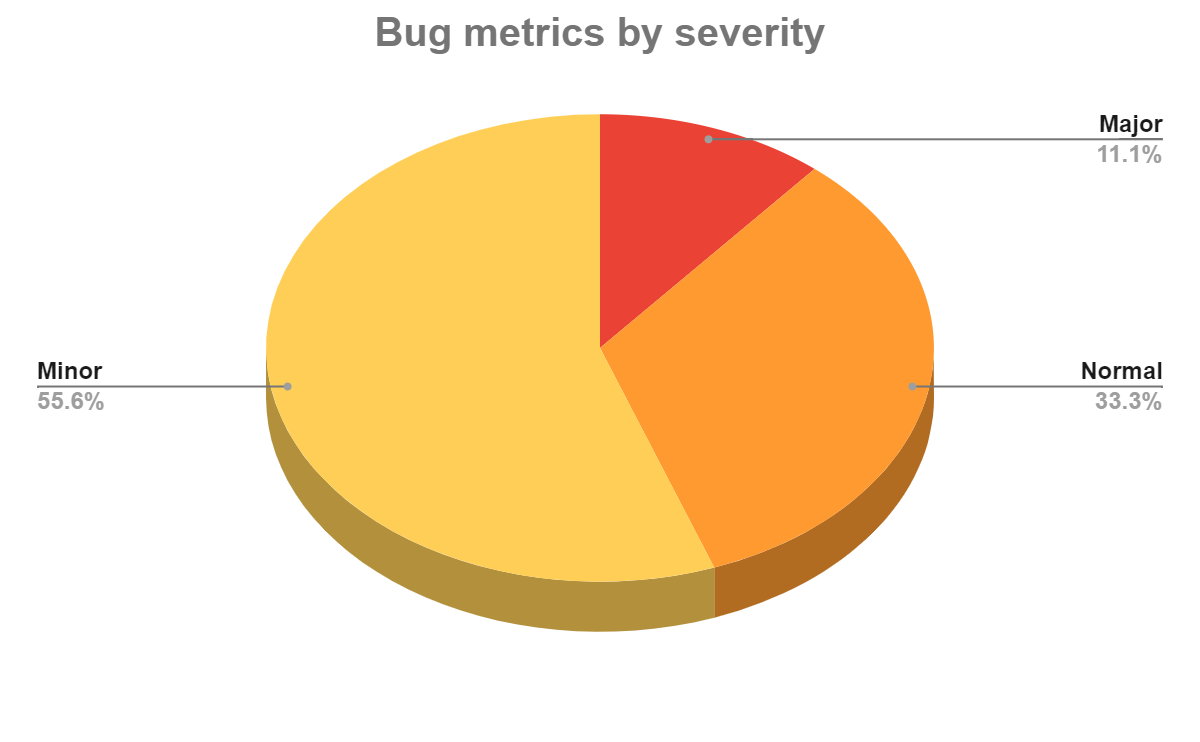 Bug metrics by severity
Major
11.1%
Minor
55.6%
Normal
33.3%